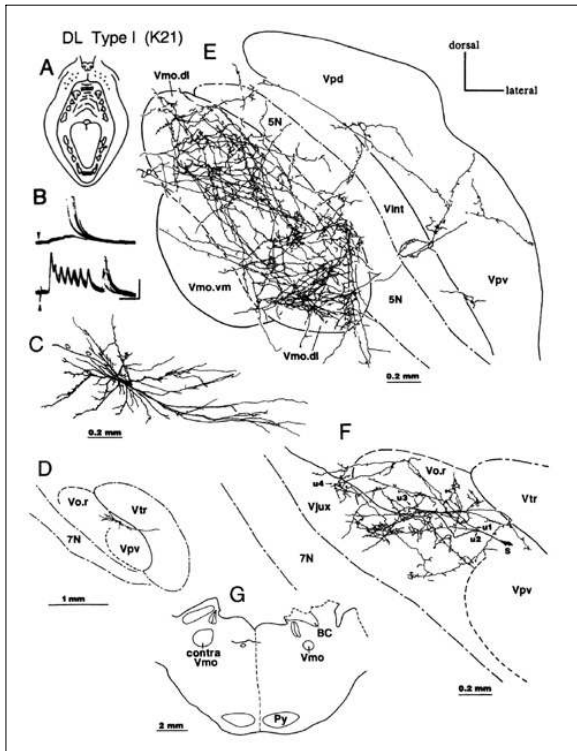 DL Type I (K21)
A
B
C
0.2 mm
D
Vo.r
Vtr
7N
Vpv
1 mm
E
dorsal
lateral
Vmo.dl
Vpd
5N
Vint
Vmo.vm
5N
Vpv
Vmo.dl
0.2 mm
F
Vo.r
u4
u3
Vtr
Vjux
u1
u2
S
7N
Vpv
0.2 mm
G
BC
contra
Vmo
Vmo
Py
2 mm